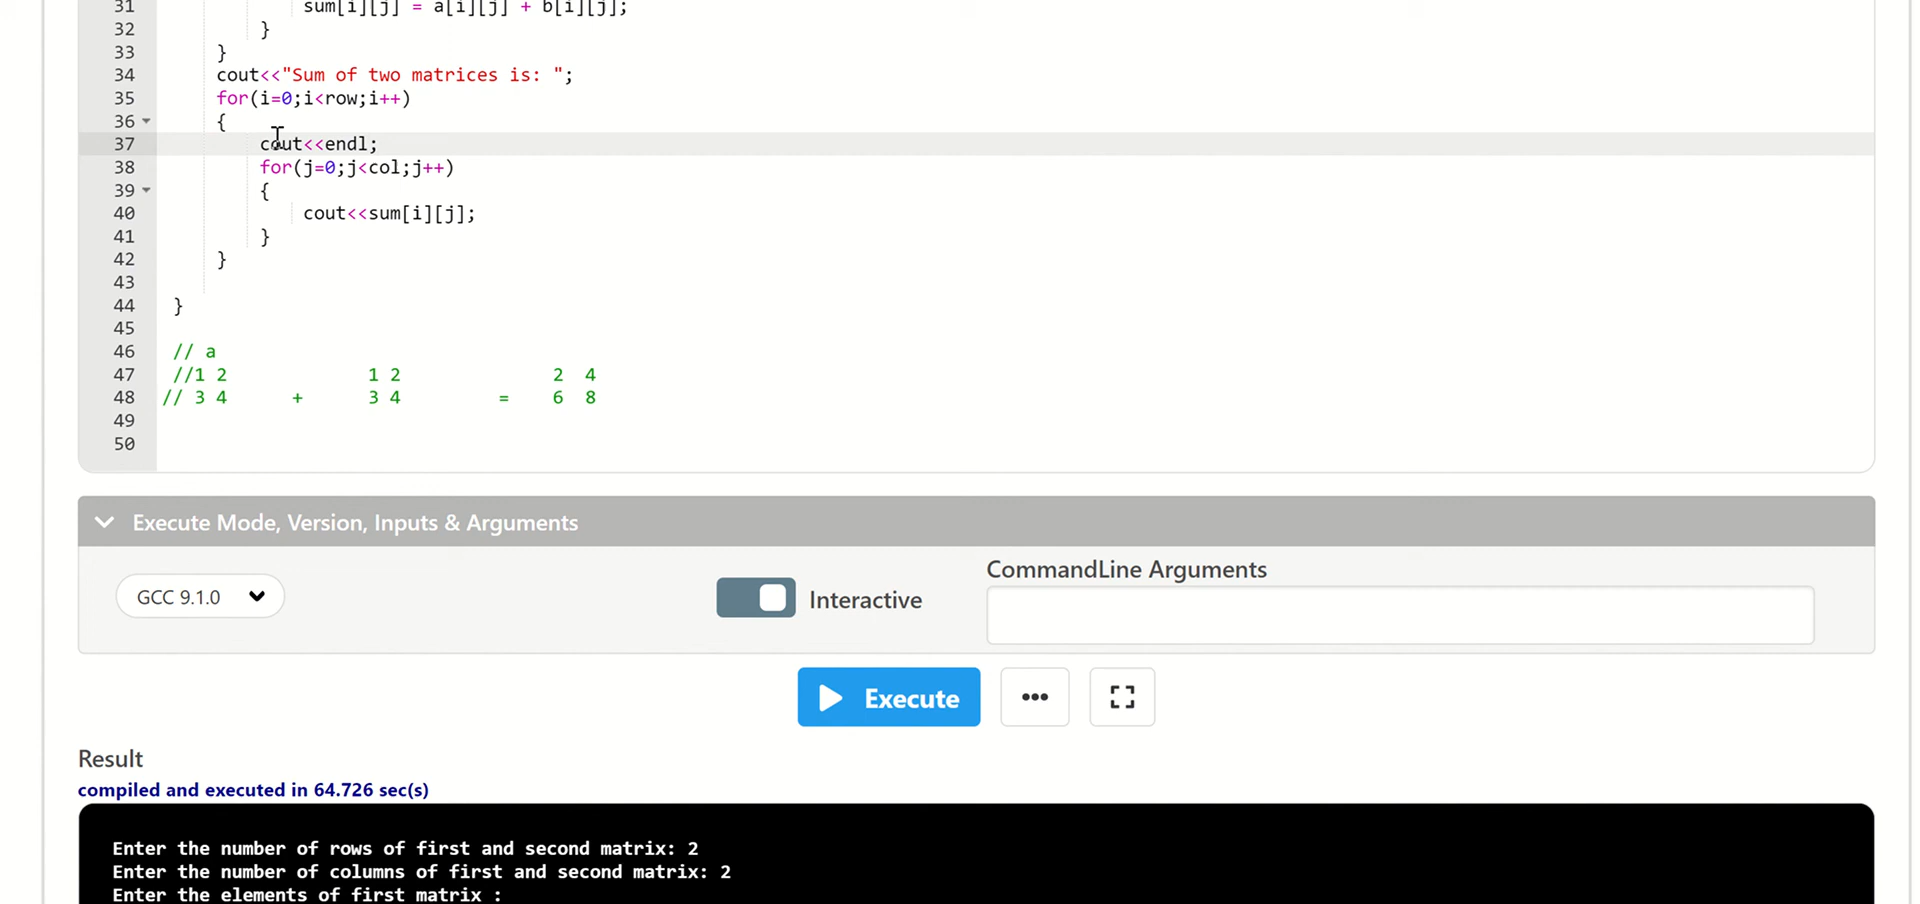 31 sum[i][j] = a[i][j] + b[i][j];
32 }
33 }
34 cout<<"Sum of two matrices is: ";
35 for(i=0;i<row;i++)
36 {
37 cout<<endl;
38 for(j=0;j<col;j++)
39 {
40 cout<<sum[i][j];
41 }
42 }
43
44 }
45
46 // a
47 //1 2 1 2 2 4
48 // 3 4 + 3 4 = 6 8
49
50
Execute Mode, Version, Inputs & Arguments
CommandLine Arguments
GCC 9.1.0 Interactive
Execute
Result
compiled and executed in 64.726 sec(s)
Enter the number of rows of first and second matrix: 2
Enter the number of columns of first and second matrix: 2
Enter the elements of first matrix :